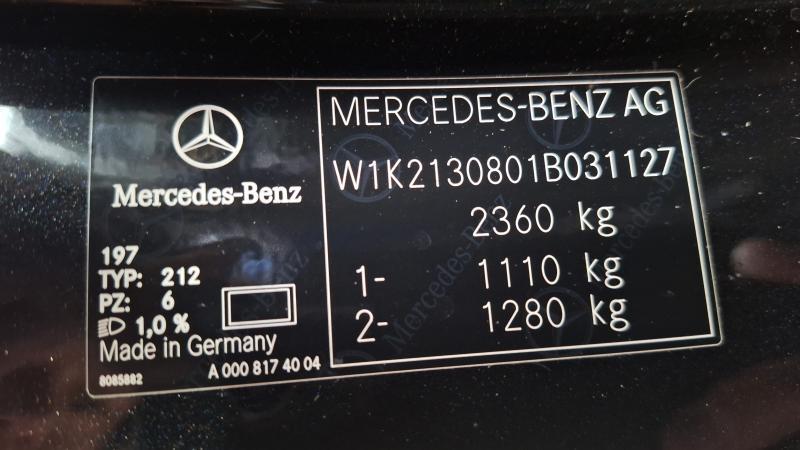 Mercedes-Benz
197
TYP: 212
PZ: 6
1,0 %
Made in Germany
8085882
A 000 817 40 04
MERCEDES-BENZ AG
W1K2130801B031127
2360 kg
1- 1110 kg
2- 1280 kg